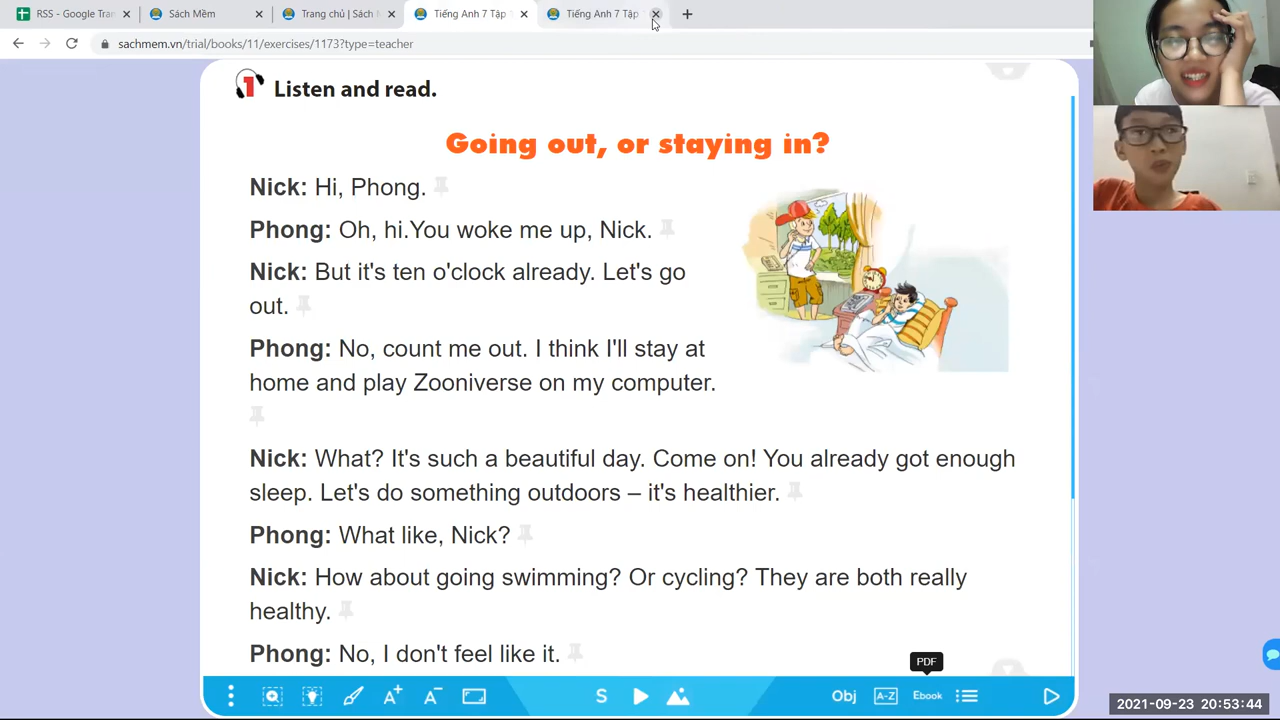 RSS - Google Tran
Sách Mềm
Trang chủ | Sách M
Tiếng Anh 7 Tập
Tiếng Anh 7 Tập
sachmem.vn/trial/books/11/exercises/1173?type=teacher
1 Listen and read.
Going out, or staying in?
Nick: Hi, Phong.
Phong: Oh, hi.You woke me up, Nick.
Nick: But it's ten o'clock already. Let's go
out.
Phong: No, count me out. I think I'll stay at
home and play Zooniverse on my computer.
Nick: What? It's such a beautiful day. Come on! You already got enough
sleep. Let's do something outdoors – it's healthier.
Phong: What like, Nick?
Nick: How about going swimming? Or cycling? They are both really
healthy.
Phong: No, I don't feel like it.
PDF
A+ A- S Obj A-Z Ebook
2021-09-23 20:53:44